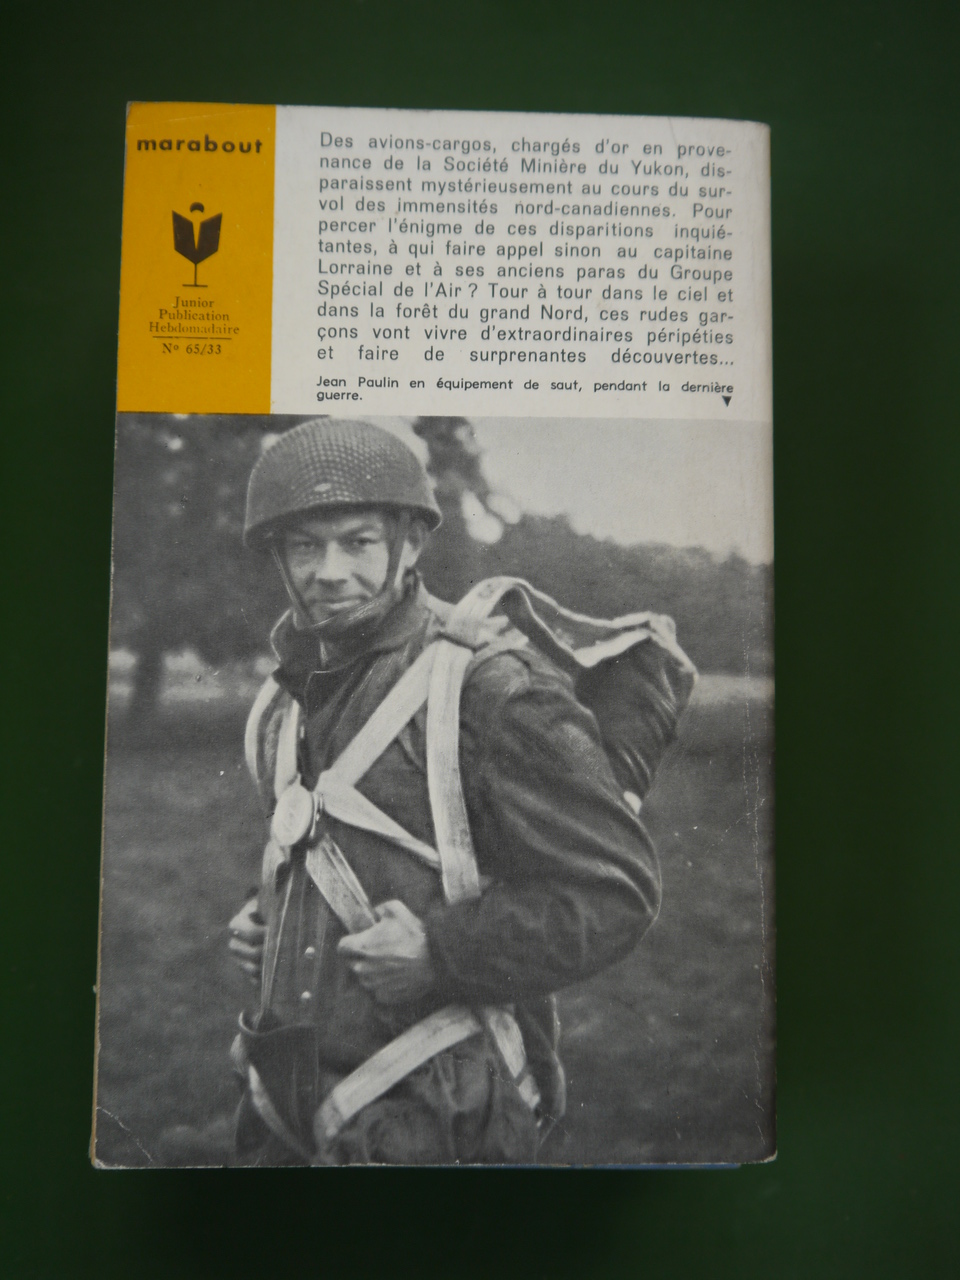 marabout
Junior
Publication
Hebdomadaire
Nº 65/33
Des avions-cargos, chargés d'or en prove-
nance de la Société Minière du Yukon, dis-
paraissent mystérieusement au cours du sur-
vol des immensités nord-canadiennes. Pour
percer l'énigme de ces disparitions inquié-
tantes, à qui faire appel sinon au capitaine
Lorraine et à ses anciens paras du Groupe
Spécial de l'Air ? Tour à tour dans le ciel et
dans la forêt du grand Nord, ces rudes gar-
çons vont vivre d'extraordinaires péripéties
et faire de surprenantes découvertes...
Jean Paulin en équipement de saut, pendant la dernière
guerre.